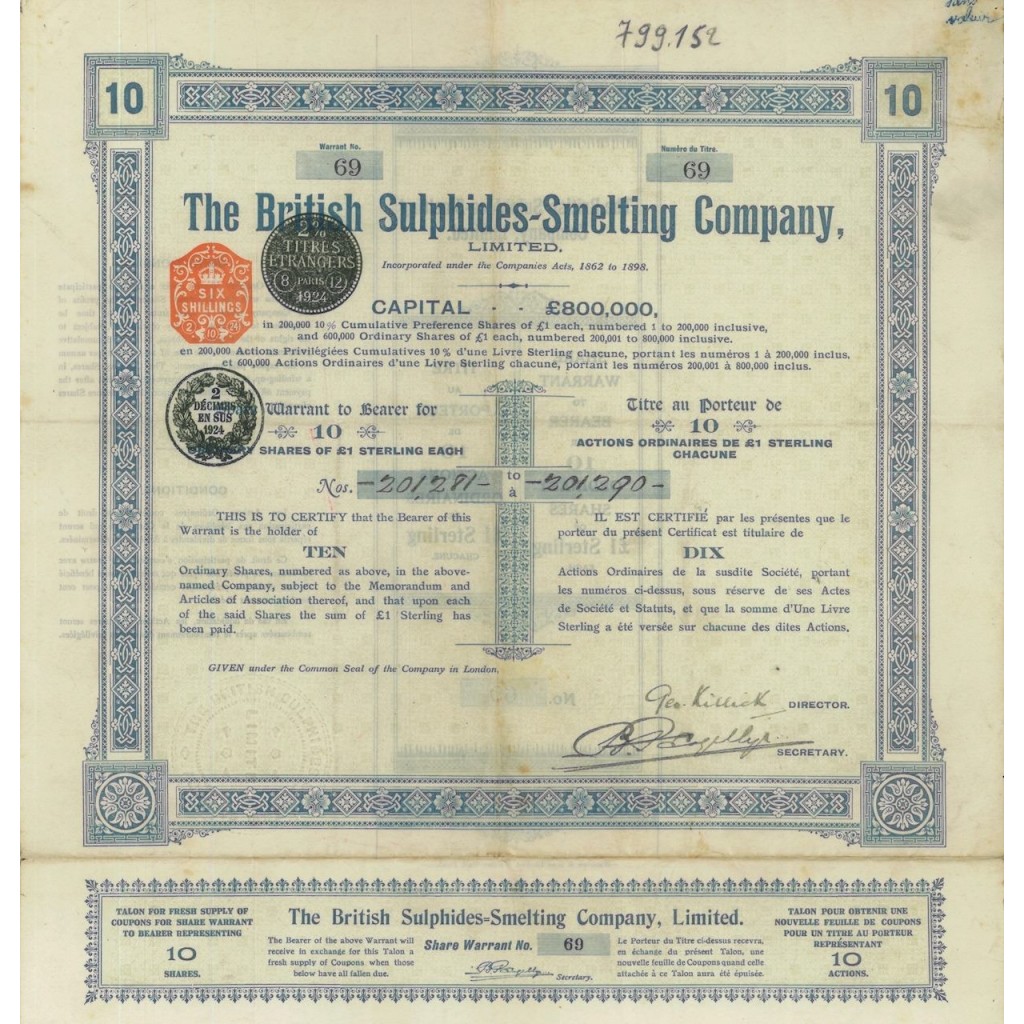 799.152
sans
valeur
10
10
Warrant No.
69
Numéro du Titre.
69
The British Sulphides-Smelting Company,
LIMITED.
Incorporated under the Companies Acts, 1862 to 1898.
2%
TITRES
ETRANGERS
8 PARIS 12
1924
A
SIX
SHILLINGS
2 10 24
CAPITAL - - £800,000,
in 200,000 10% Cumulative Preference Shares of £1 each, numbered 1 to 200,000 inclusive,
and 600,000 Ordinary Shares of £1 each, numbered 200,001 to 800,000 inclusive.
en 200,000 Actions Privilégiées Cumulatives 10% d'une Livre Sterling chacune, portant les numéros 1 à 200,000 inclus.
et 600,000 Actions Ordinaires d'une Livre Sterling chacune, portant les numéros 200,001 à 800,000 inclus.
2
DÉCIMES
EN SUS
1924
Warrant to Bearer for
10
SHARES OF £1 STERLING EACH
Titre au Porteur de
10
ACTIONS ORDINAIRES DE £1 STERLING
CHACUNE
Nos. -201,281- to -201,290-
à
THIS IS TO CERTIFY that the Bearer of this
Warrant is the holder of
TEN
Ordinary Shares, numbered as above, in the above-
named Company, subject to the Memorandum and
Articles of Association thereof, and that upon each
of the said Shares the sum of £1 Sterling has
been paid.
IL EST CERTIFIÉ par les présentes que le
porteur du présent Certificat est titulaire de
DIX
Actions Ordinaires de la susdite Société, portant
les numéros ci-dessus, sous réserve de ses Actes
de Société et Statuts, et que la somme d'Une Livre
Sterling a été versée sur chacune des dites Actions.
GIVEN under the Common Seal of the Company in London.
Geo. Killick DIRECTOR.
SECRETARY.
TALON FOR FRESH SUPPLY OF
COUPONS FOR SHARE WARRANT
TO BEARER REPRESENTING
10
SHARES.
The British Sulphides-Smelting Company, Limited.
The Bearer of the above Warrant will
receive in exchange for this Talon a
fresh supply of Coupons when those
below have all fallen due.
Share Warrant No. 69
Secretary.
Le Porteur du Titre ci-dessus recevra,
en échange du présent Talon, une
nouvelle feuille de Coupons quand celle
attachée à ce Talon aura été épuisée.
TALON POUR OBTENIR UNE
NOUVELLE FEUILLE DE COUPONS
POUR UN TITRE AU PORTEUR
REPRÉSENTANT
10
ACTIONS.